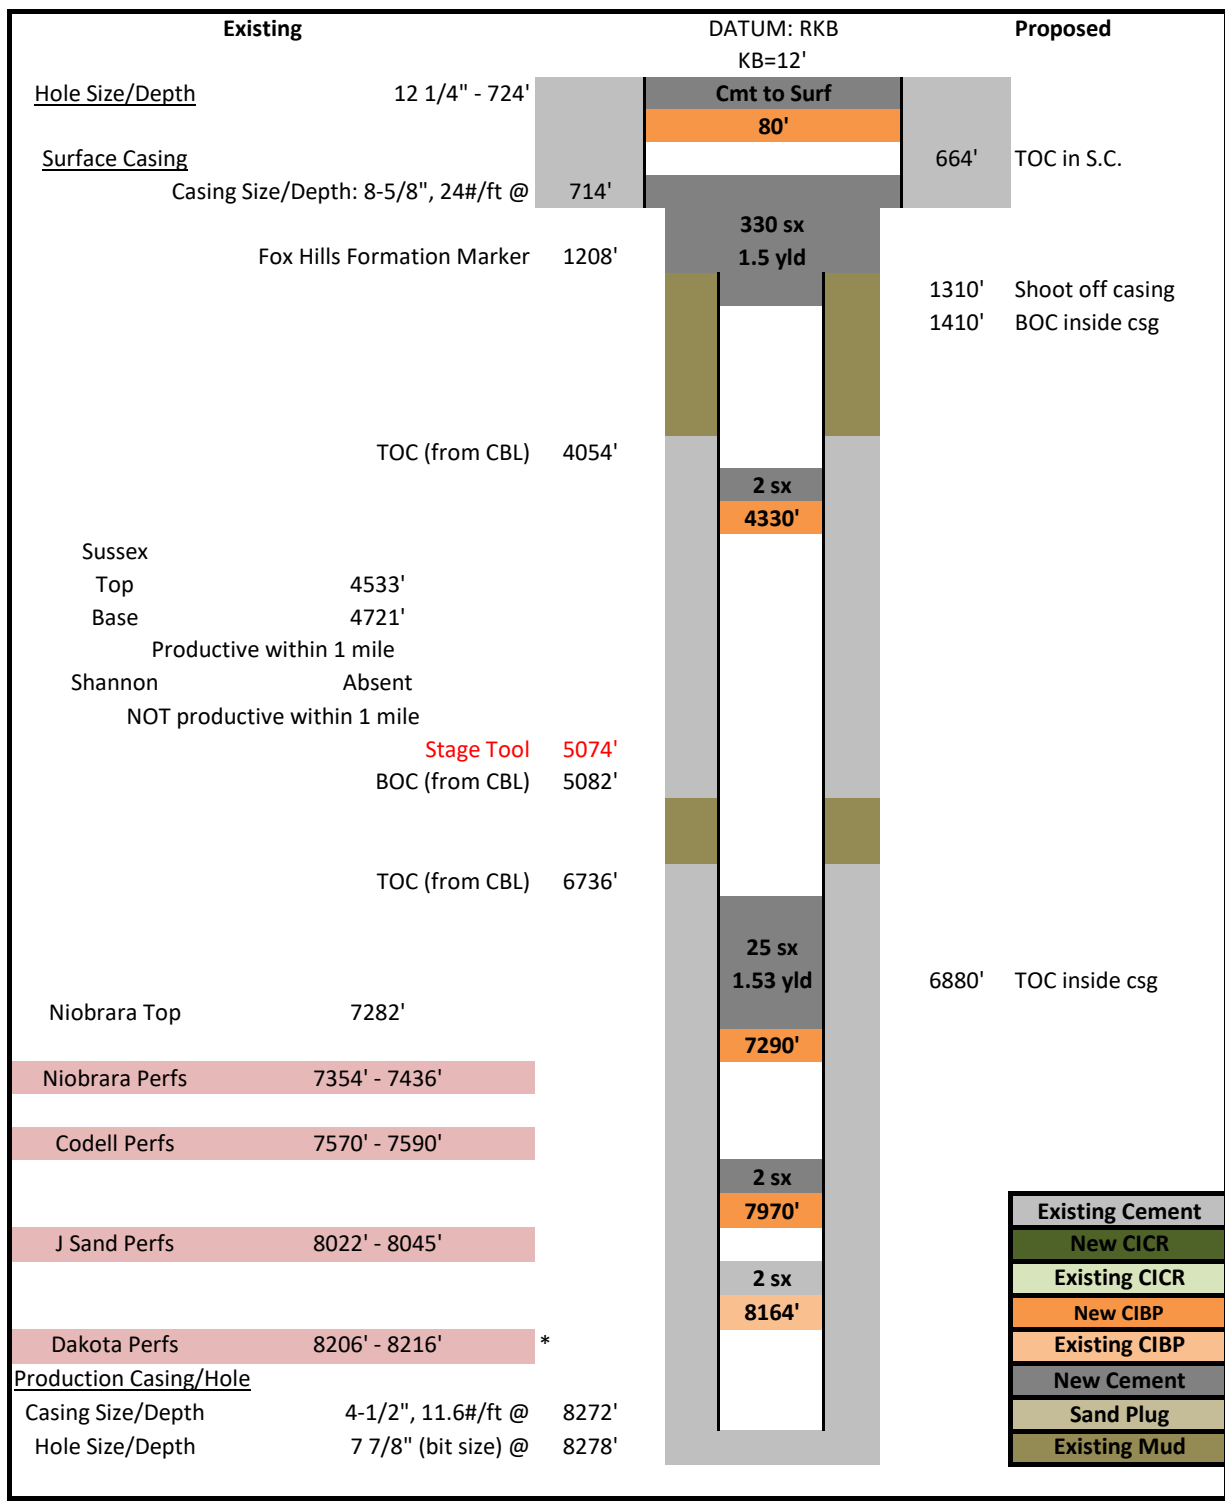 Existing DATUM: RKB Proposed
KB=12'
Hole Size/Depth 12 1/4" - 724' Cmt to Surf
80'
Surface Casing 664' TOC in S.C.
Casing Size/Depth: 8-5/8", 24#/ft @ 714'
330 sx
Fox Hills Formation Marker 1208' 1.5 yld
1310' Shoot off casing
1410' BOC inside csg
TOC (from CBL) 4054'
2 sx
4330'
Sussex
Top 4533'
Base 4721'
Productive within 1 mile
Shannon Absent
NOT productive within 1 mile
Stage Tool 5074'
BOC (from CBL) 5082'
TOC (from CBL) 6736'
25 sx
1.53 yld 6880' TOC inside csg
Niobrara Top 7282'
7290'
Niobrara Perfs 7354' - 7436'
Codell Perfs 7570' - 7590'
2 sx
7970' Existing Cement
J Sand Perfs 8022' - 8045' New CICR
2 sx Existing CICR
8164' New CIBP
Dakota Perfs 8206' - 8216' * Existing CIBP
Production Casing/Hole New Cement
Casing Size/Depth 4-1/2", 11.6#/ft @ 8272' Sand Plug
Hole Size/Depth 7 7/8" (bit size) @ 8278' Existing Mud